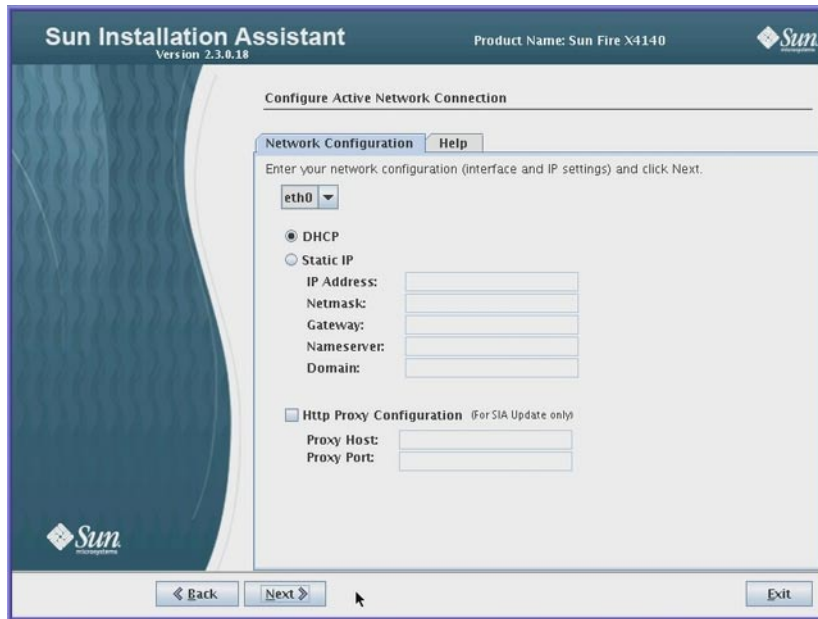 Sun Installation Assistant
Version 2.3.0.18
Product Name: Sun Fire X4140
Sun
microsystems
Configure Active Network Connection
Network Configuration
Help
Enter your network configuration (interface and IP settings) and click Next.
eth0
DHCP
Static IP
IP Address:
Netmask:
Gateway:
Nameserver:
Domain:
Http Proxy Configuration (For SIA Update only)
Proxy Host:
Proxy Port:
Sun
microsystems
Back
Next
Exit